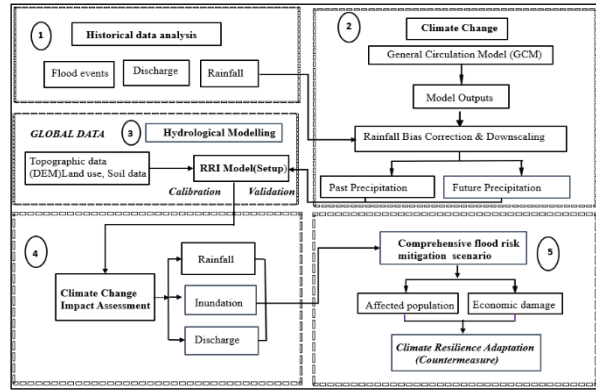 1
Historical data analysis
Flood events
Discharge
Rainfall
2
Climate Change
General Circulation Model (GCM)
Model Outputs
Rainfall Bias Correction & Downscaling
Past Precipitation
Future Precipitation
GLOBAL DATA
3
Hydrological Modelling
Topographic data
(DEM)Land use, Soil data
RRI Model(Setup)
Calibration
Validation
4
Climate Change
Impact Assessment
Rainfall
Inundation
Discharge
5
Comprehensive flood risk
mitigation scenario
Affected population
Economic damage
Climate Resilience Adaptation
(Countermeasure)